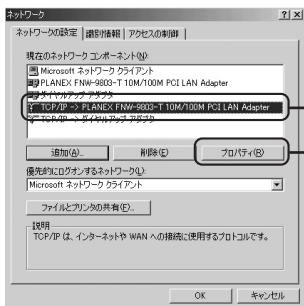 ネットワーク
ネットワークの設定 識別情報 アクセスの制御
現在のネットワーク コンポーネント(N):
Microsoft ネットワーク クライアント
PLANEX FNW-9803-T 10M/100M PCI LAN Adapter
ダイヤルアップ アダプタ
TCP/IP -> PLANEX FNW-9803-T 10M/100M PCI LAN Adapter
TCP/IP -> ダイヤルアップ アダプタ
追加(A)... 削除(E) プロパティ(R)
優先的にログオンするネットワーク(L):
Microsoft ネットワーク クライアント
ファイルとプリンタの共有(F)...
説明
TCP/IP は、インターネットや WAN への接続に使用するプロトコルです。
OK キャンセル